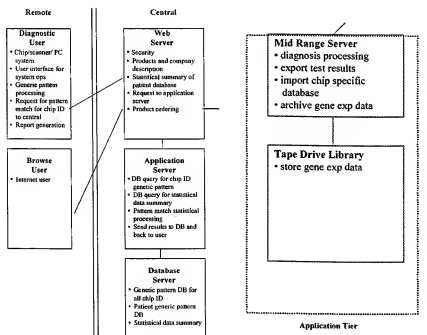 Remote
Diagnostic
User
• Chip/scanner/ PC
system
• User interface for
system ops
• Generic pattern
processing
• Request for pattern
match for chip ID
to central
• Report generation
Browse
User
• Internet user
Central
Web
Server
• Security
• Products and company
description
• Statistical summary of
patient database
• Request to application
server
• Product ordering
Application
Server
• DB query for chip ID
genetic pattern
• DB query for statistical
data summary
• Pattern match statistical
processing
• Send results to DB and
back to user
Database
Server
• Genetic pattern DB for
all chip ID
• Patient generic pattern
DB
• Statistical data summary
Mid Range Server
• diagnosis processing
• export test results
• import chip specific
database
• archive gene exp data
Tape Drive Library
• store gene exp data
Application Tier